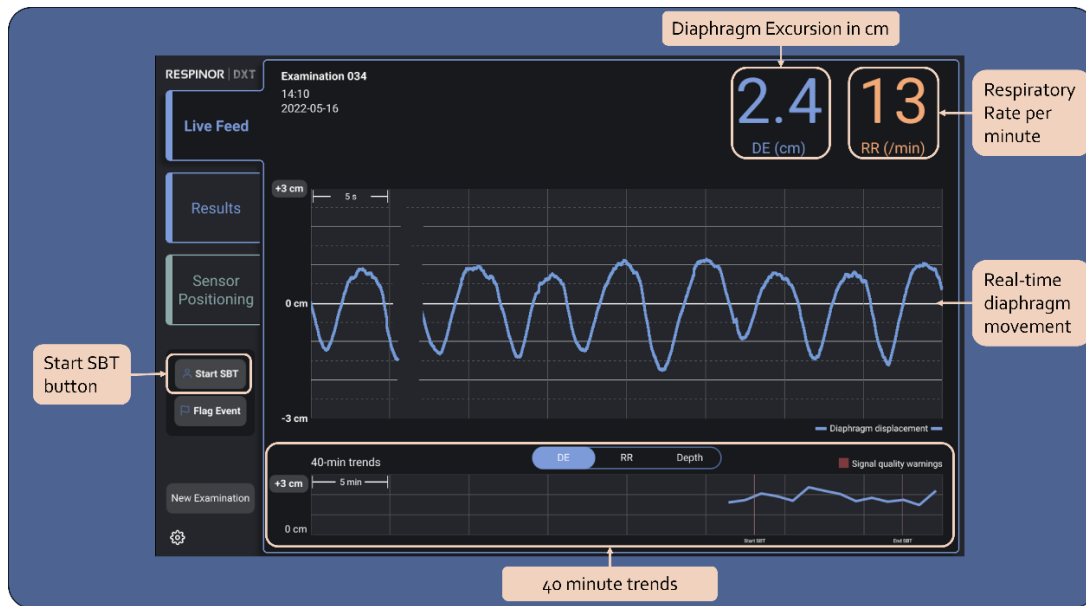 Diaphragm Excursion in cm
RESPINOR | DXT
Examination 034
14:10
2022-05-16
2.4
DE (cm)
13
RR (/min)
Respiratory
Rate per
minute
Live Feed
Results
Sensor
Positioning
+3 cm
5 s
0 cm
-3 cm
Real-time
diaphragm
movement
Start SBT
button
Start SBT
Flag Event
Diaphragm displacement
40-min trends
DE
RR
Depth
Signal quality warnings
+3 cm
5 min
0 cm
Start SBT
End SBT
New Examination
40 minute trends